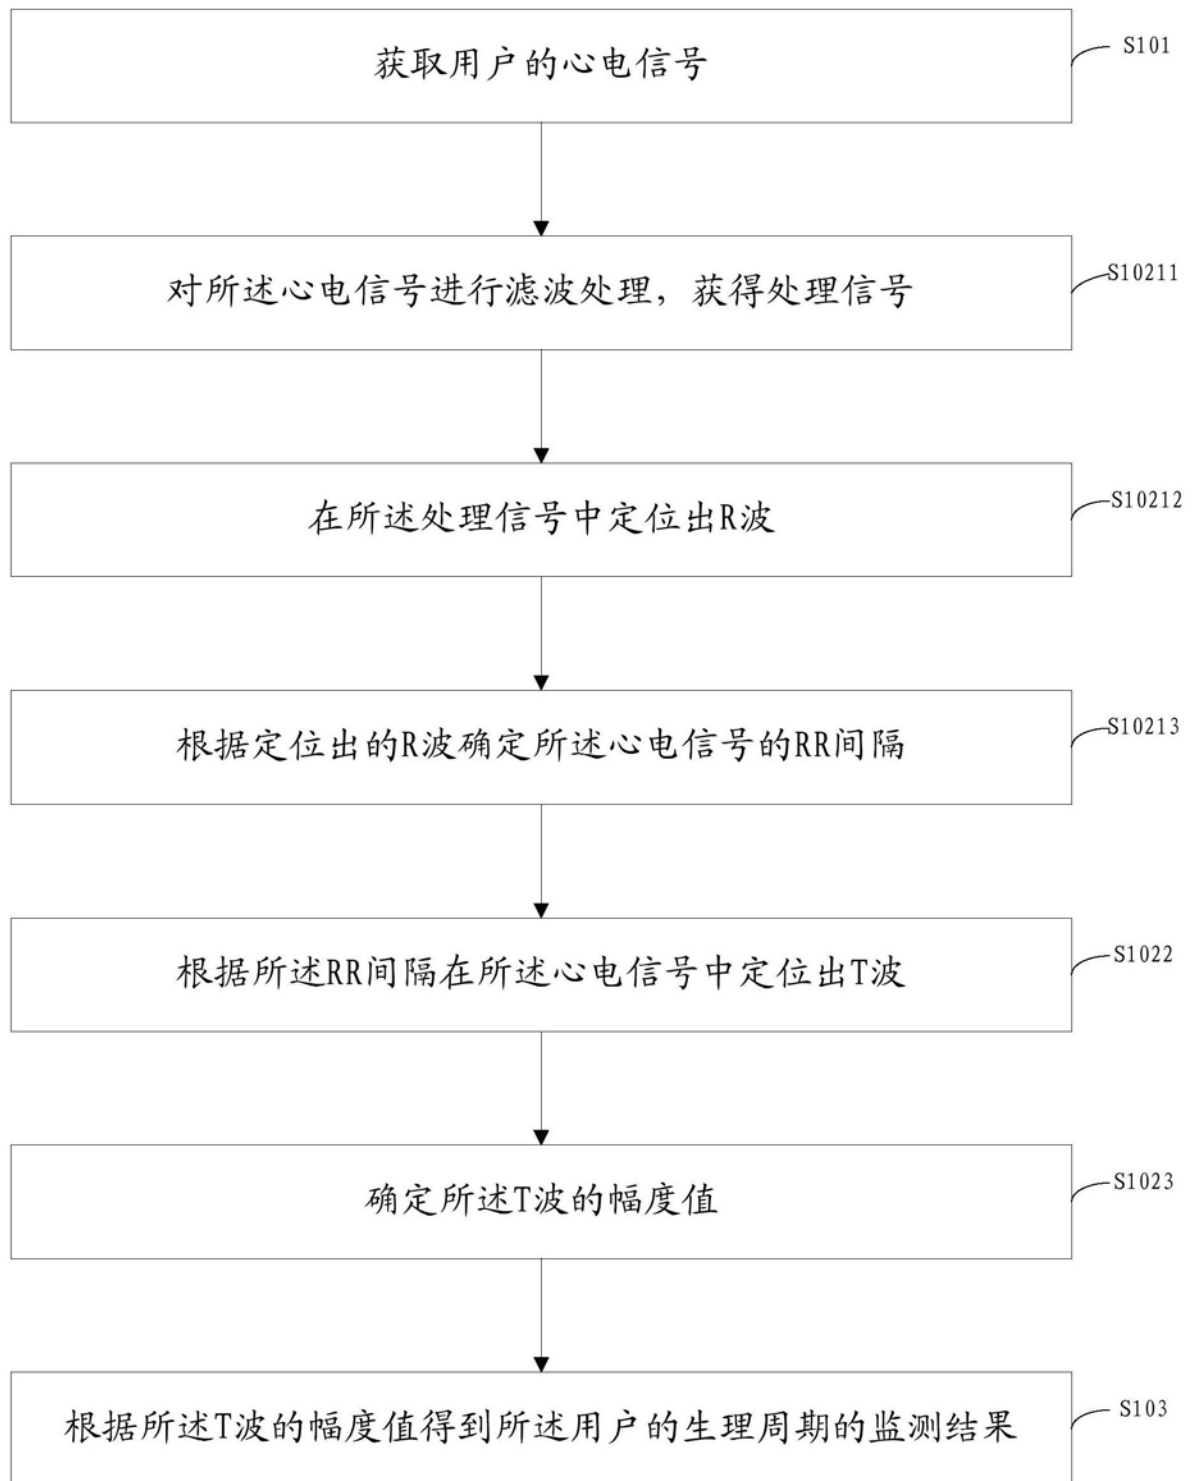 获取用户的心电信号
S101
对所述心电信号进行滤波处理，获得处理信号
S10211
在所述处理信号中定位出R波
S10212
根据定位出的R波确定所述心电信号的RR间隔
S10213
根据所述RR间隔在所述心电信号中定位出T波
S1022
确定所述T波的幅度值
S1023
根据所述T波的幅度值得到所述用户的生理周期的监测结果
S103